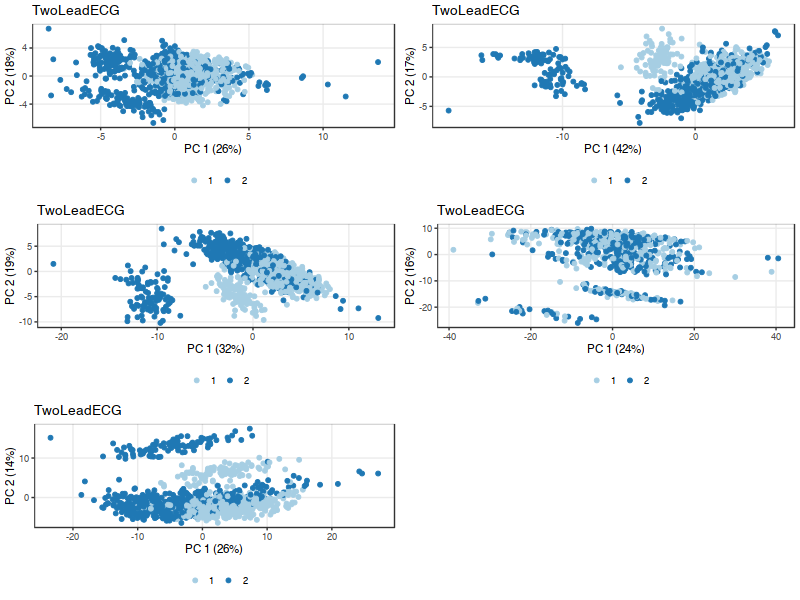 TwoLeadECG
PC 2 (18%)
4
0
-4
-5
0
5
10
PC 1 (26%)
1 2
TwoLeadECG
PC 2 (17%)
5
0
-5
-10
0
PC 1 (42%)
1 2
TwoLeadECG
PC 2 (19%)
5
0
-5
-10
-20
-10
0
10
PC 1 (32%)
1 2
TwoLeadECG
PC 2 (16%)
10
0
-10
-20
-40
-20
0
20
40
PC 1 (24%)
1 2
TwoLeadECG
PC 2 (14%)
10
0
-20
-10
0
10
20
PC 1 (26%)
1 2